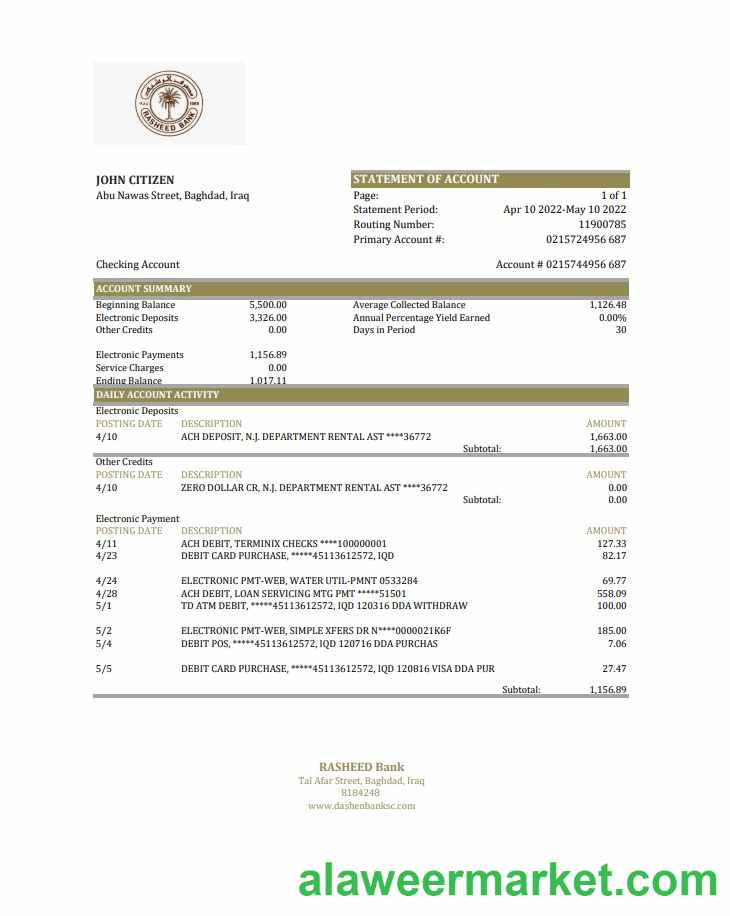 RASHEED BANK
JOHN CITIZEN
Abu Nawas Street, Baghdad, Iraq
STATEMENT OF ACCOUNT
Page: 1 of 1
Statement Period: Apr 10 2022-May 10 2022
Routing Number: 11900785
Primary Account #: 0215724956 687
Checking Account Account # 0215744956 687
ACCOUNT SUMMARY
Beginning Balance 5,500.00 Average Collected Balance 1,126.48
Electronic Deposits 3,326.00 Annual Percentage Yield Earned 0.00%
Other Credits 0.00 Days in Period 30
Electronic Payments 1,156.89
Service Charges 0.00
Ending Balance 1,017.11
DAILY ACCOUNT ACTIVITY
Electronic Deposits
POSTING DATE DESCRIPTION AMOUNT
4/10 ACH DEPOSIT, N.J. DEPARTMENT RENTAL AST ****36772 1,663.00
Subtotal: 1,663.00
Other Credits
POSTING DATE DESCRIPTION AMOUNT
4/10 ZERO DOLLAR CR, N.J. DEPARTMENT RENTAL AST ****36772 0.00
Subtotal: 0.00
Electronic Payment
POSTING DATE DESCRIPTION AMOUNT
4/11 ACH DEBIT, TERMINIX CHECKS ****100000001 127.33
4/23 DEBIT CARD PURCHASE, *****45113612572, IQD 82.17
4/24 ELECTRONIC PMT-WEB, WATER UTIL-PMNT 0533284 69.77
4/28 ACH DEBIT, LOAN SERVICING MTG PMT *****51501 558.09
5/1 TD ATM DEBIT, *****45113612572, IQD 120316 DDA WITHDRAW 100.00
5/2 ELECTRONIC PMT-WEB, SIMPLE XFERS DR N****0000021K6F 185.00
5/4 DEBIT POS, *****45113612572, IQD 120716 DDA PURCHAS 7.06
5/5 DEBIT CARD PURCHASE, *****45113612572, IQD 120816 VISA DDA PUR 27.47
Subtotal: 1,156.89
RASHEED Bank
Tal Afar Street, Baghdad, Iraq
8184248
www.dashenbanksc.com
alaweermarket.com